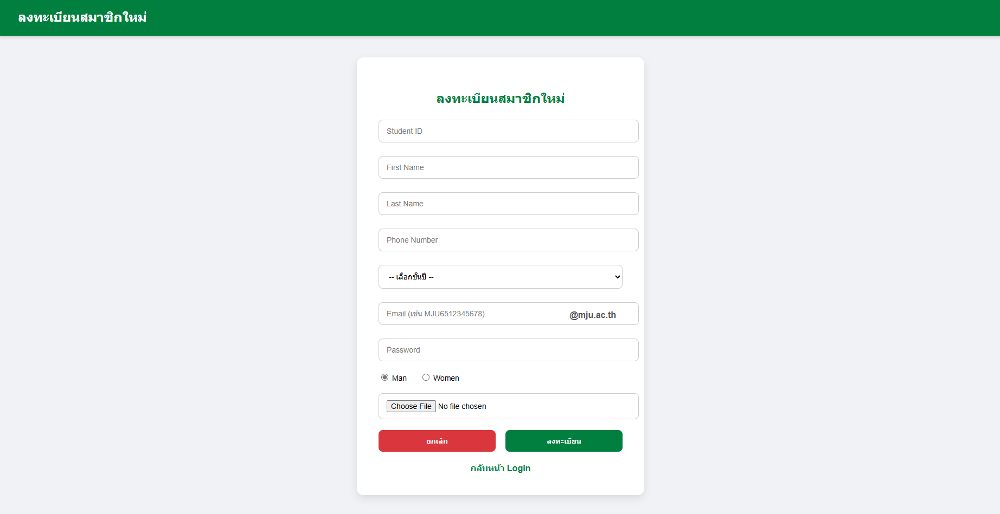 ลงทะเบียนสมาชิกใหม่
ลงทะเบียนสมาชิกใหม่
Student ID
First Name
Last Name
Phone Number
-- เลือกชั้นปี --
Email (เช่น MJU6512345678) @mju.ac.th
Password
Man Women
Choose File No file chosen
ยกเลิก ลงทะเบียน
กลับหน้า Login